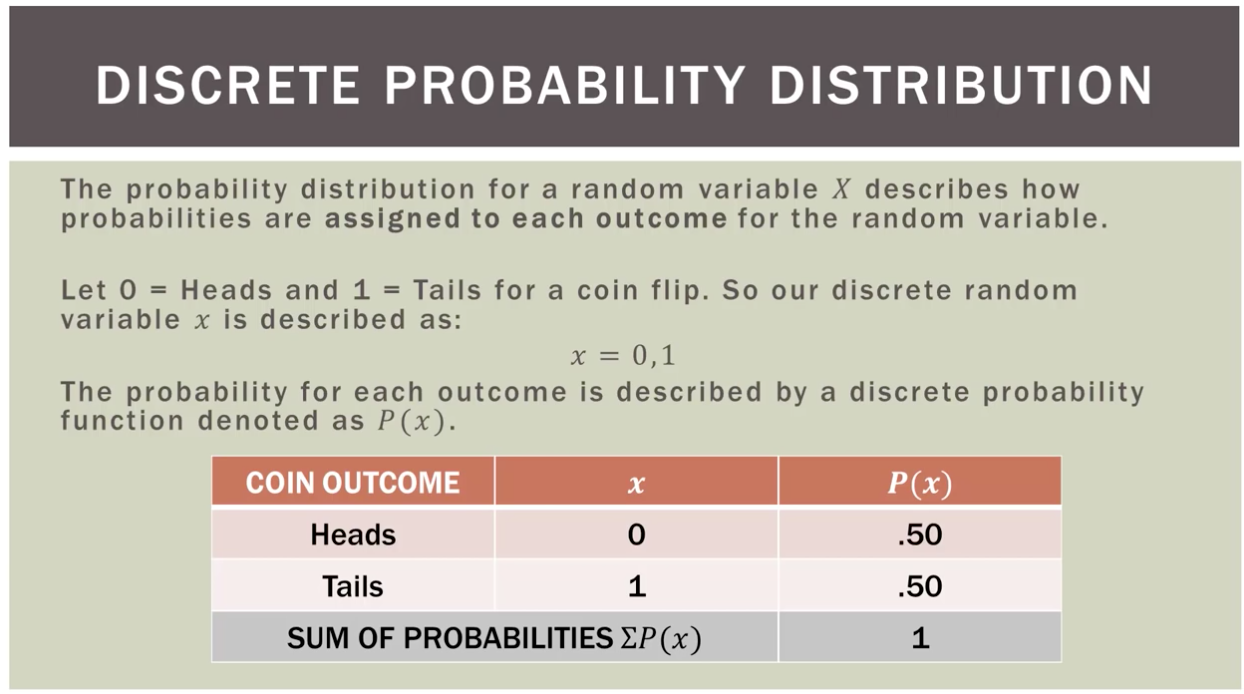 DISCRETE PROBABILITY DISTRIBUTION
The probability distribution for a random variable X describes how
probabilities are assigned to each outcome for the random variable.
Let 0 = Heads and 1 = Tails for a coin flip. So our discrete random
variable x is described as:
x = 0,1
The probability for each outcome is described by a discrete probability
function denoted as P(x).
COIN OUTCOME x P(x)
Heads 0 .50
Tails 1 .50
SUM OF PROBABILITIES ΣP(x) 1